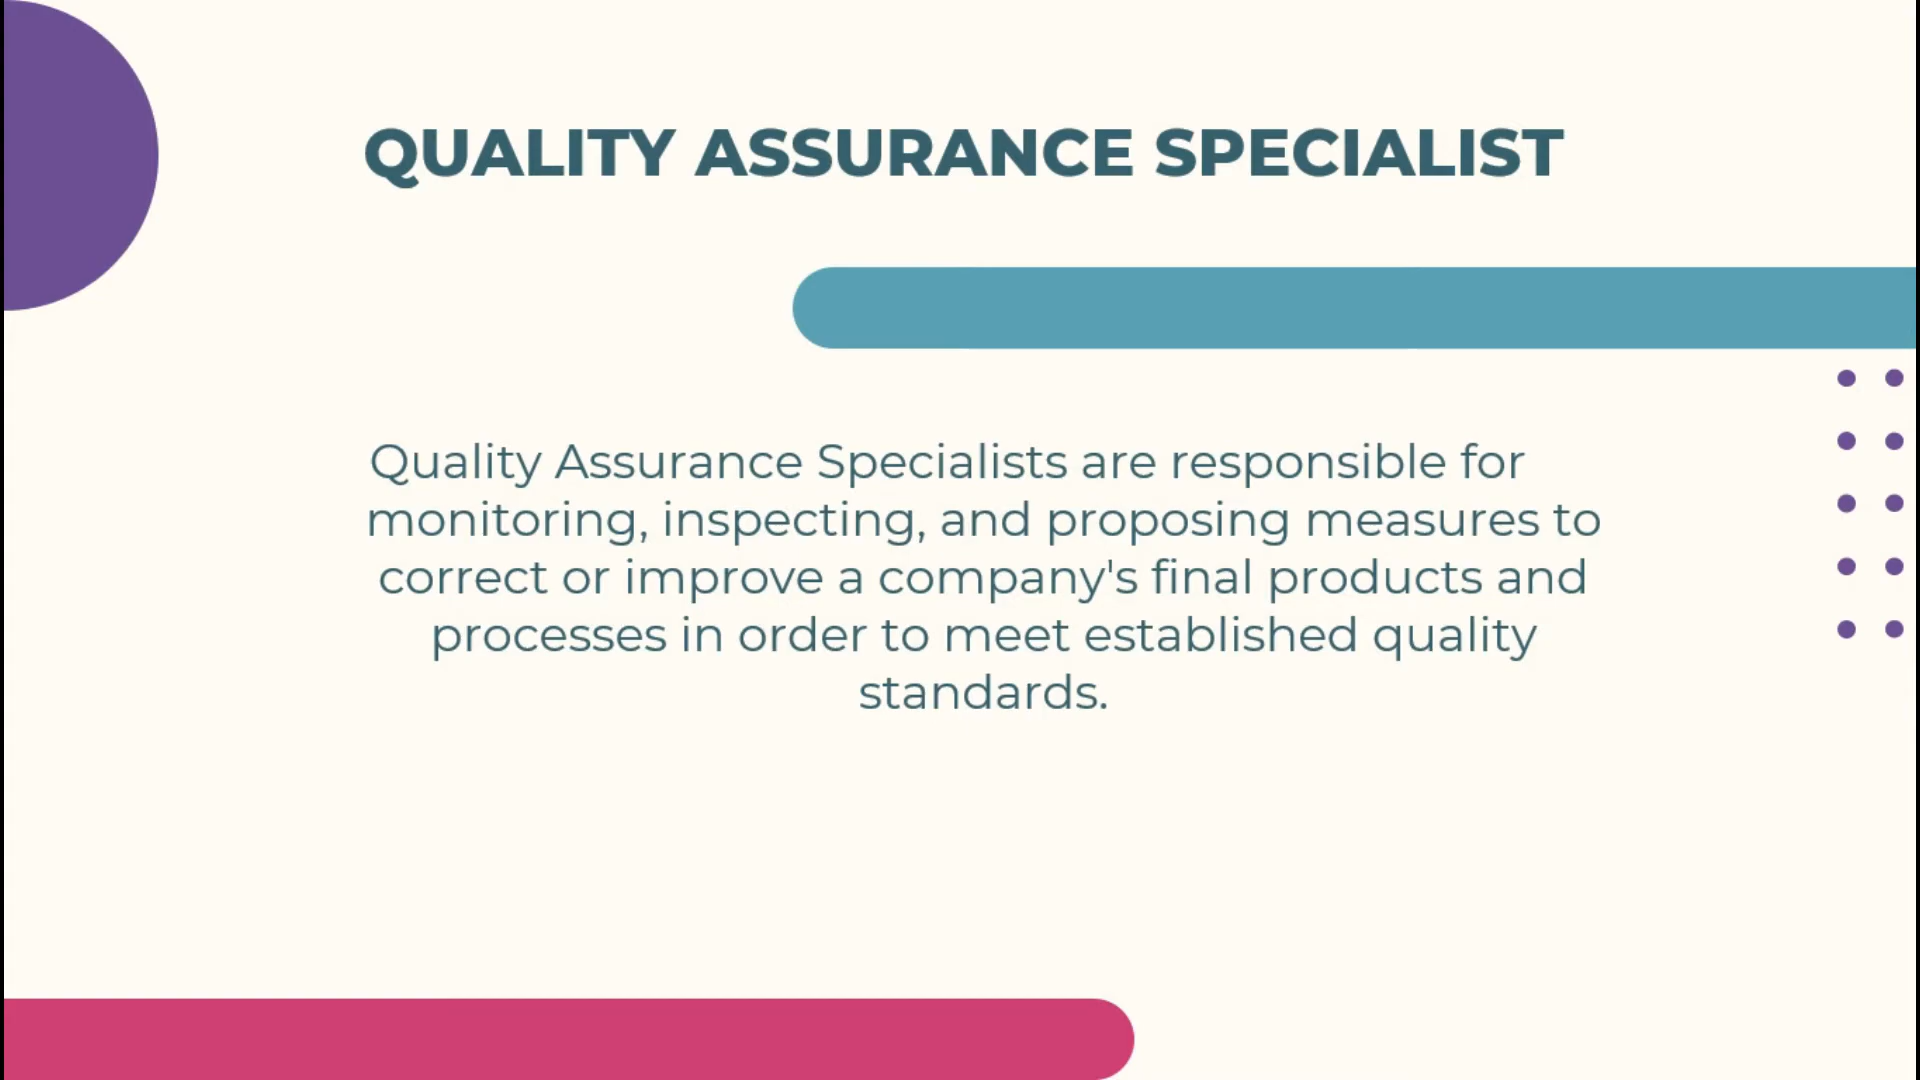 QUALITY ASSURANCE SPECIALIST
Quality Assurance Specialists are responsible for
monitoring, inspecting, and proposing measures to
correct or improve a company's final products and
processes in order to meet established quality
standards.